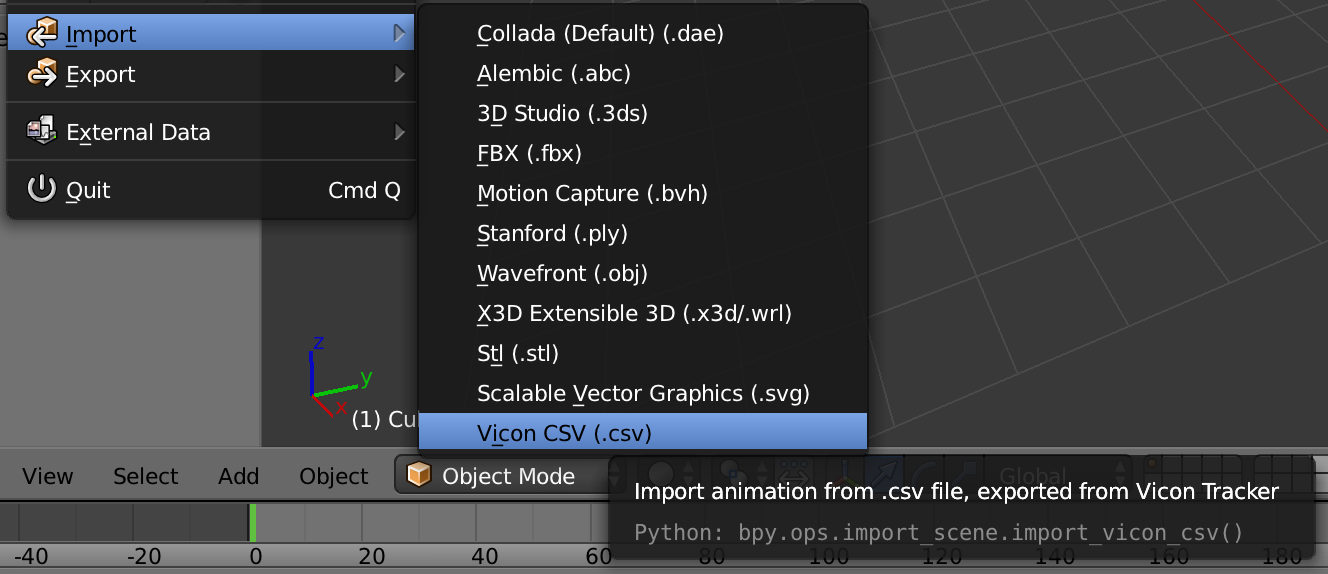 Import
Export
External Data
Quit Cmd Q
Collada (Default) (.dae)
Alembic (.abc)
3D Studio (.3ds)
FBX (.fbx)
Motion Capture (.bvh)
Stanford (.ply)
Wavefront (.obj)
X3D Extensible 3D (.x3d/.wrl)
Stl (.stl)
Scalable Vector Graphics (.svg)
Vicon CSV (.csv)
z
y
x
(1) Cu
View Select Add Object Object Mode Global
Import animation from .csv file, exported from Vicon Tracker
Python: bpy.ops.import_scene.import_vicon_csv()
-40 -20 0 20 40 60 80 100 120 140 160 180